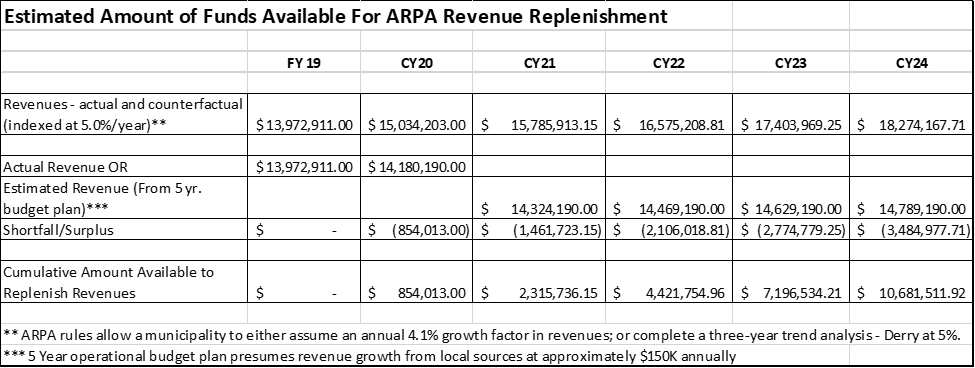 Estimated Amount of Funds Available For ARPA Revenue Replenishment
FY 19 CY20 CY21 CY22 CY23 CY24
Revenues - actual and counterfactual
(indexed at 5.0%/year)** $ 13,972,911.00 $ 15,034,203.00 $ 15,785,913.15 $ 16,575,208.81 $ 17,403,969.25 $ 18,274,167.71
Actual Revenue OR $ 13,972,911.00 $ 14,180,190.00
Estimated Revenue (From 5 yr.
budget plan)*** $ 14,324,190.00 $ 14,469,190.00 $ 14,629,190.00 $ 14,789,190.00
Shortfall/Surplus $ - $ (854,013.00) $ (1,461,723.15) $ (2,106,018.81) $ (2,774,779.25) $ (3,484,977.71)
Cumulative Amount Available to
Replenish Revenues $ - $ 854,013.00 $ 2,315,736.15 $ 4,421,754.96 $ 7,196,534.21 $ 10,681,511.92
** ARPA rules allow a municipality to either assume an annual 4.1% growth factor in revenues; or complete a three-year trend analysis - Derry at 5%.
*** 5 Year operational budget plan presumes revenue growth from local sources at approximately $150K annually